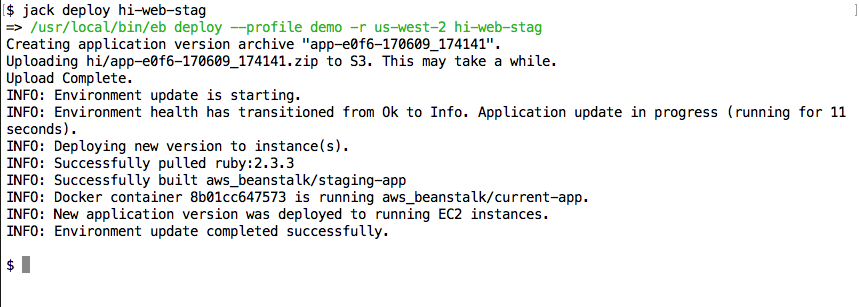 $ jack deploy hi-web-stag
=> /usr/local/bin/eb deploy --profile demo -r us-west-2 hi-web-stag
Creating application version archive "app-e0f6-170609_174141".
Uploading hi/app-e0f6-170609_174141.zip to S3. This may take a while.
Upload Complete.
INFO: Environment update is starting.
INFO: Environment health has transitioned from Ok to Info. Application update in progress (running for 11
seconds).
INFO: Deploying new version to instance(s).
INFO: Successfully pulled ruby:2.3.3
INFO: Successfully built aws_beanstalk/staging-app
INFO: Docker container 8b01cc647573 is running aws_beanstalk/current-app.
INFO: New application version was deployed to running EC2 instances.
INFO: Environment update completed successfully.
$